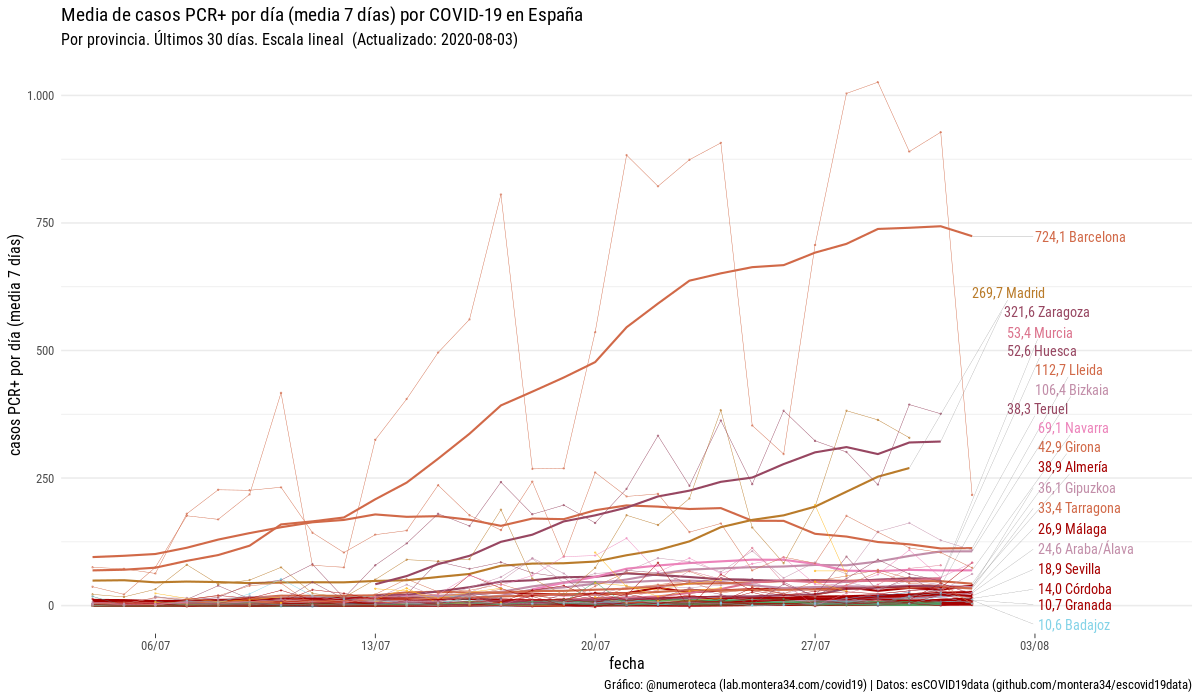 Media de casos PCR+ por día (media 7 días) por COVID-19 en España
Por provincia. Últimos 30 días. Escala lineal (Actualizado: 2020-08-03)
casos PCR+ por día (media 7 días)
1.000
750
500
250
0
724,1 Barcelona
269,7 Madrid
321,6 Zaragoza
53,4 Murcia
52,6 Huesca
112,7 Lleida
106,4 Bizkaia
38,3 Teruel
69,1 Navarra
42,9 Girona
38,9 Almería
36,1 Gipuzkoa
33,4 Tarragona
26,9 Málaga
24,6 Araba/Álava
18,9 Sevilla
14,0 Córdoba
10,7 Granada
10,6 Badajoz
06/07
13/07
20/07
27/07
03/08
fecha
Gráfico: @numeroteca (lab.montera34.com/covid19) | Datos: esCOVID19data (github.com/montera34/escovid19data)